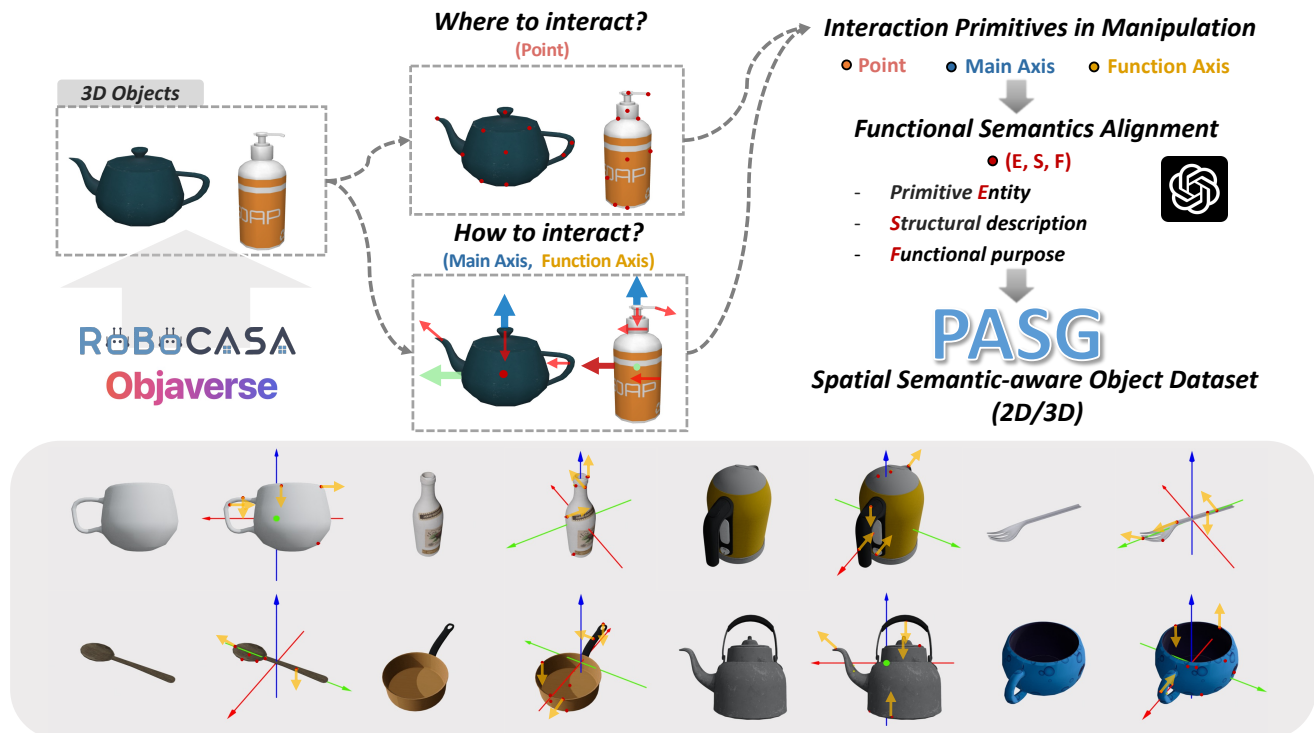 Where to interact?
(Point)
3D Objects
SOAP
How to interact?
(Main Axis, Function Axis)
ROBOCASA
Objaverse
Interaction Primitives in Manipulation
Point
Main Axis
Function Axis
Functional Semantics Alignment
(E, S, F)
- Primitive Entity
- Structural description
- Functional purpose
PASG
Spatial Semantic-aware Object Dataset
(2D/3D)